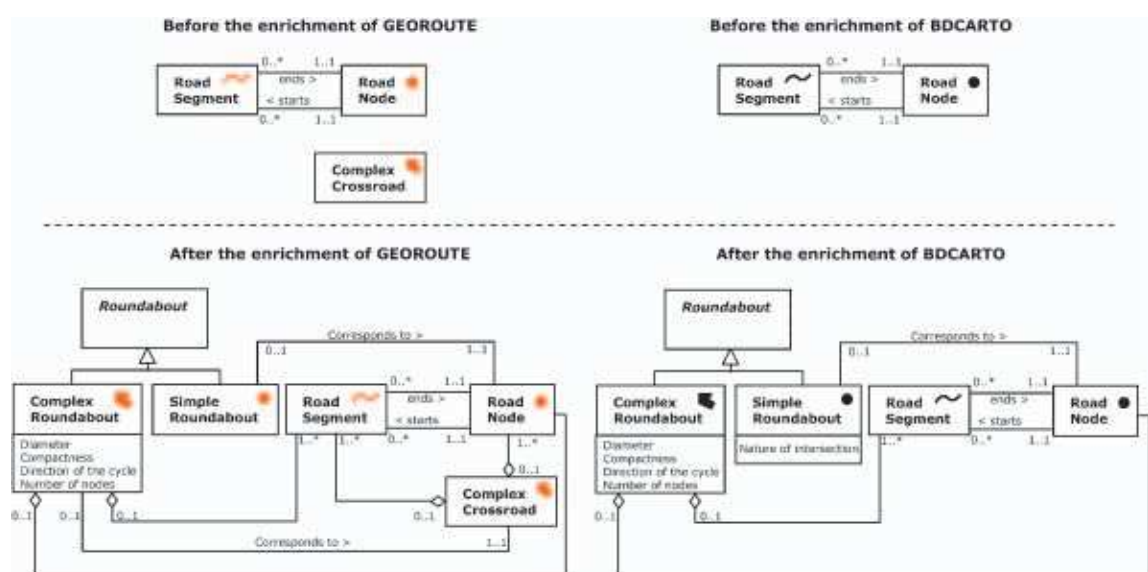 Before the enrichment of GEOROUTE
Before the enrichment of BDCARTO
Road Segment
0..* 1..1
ends >
< starts
0..* 1..1
Road Node
Road Segment
0..* 1..1
ends >
< starts
0..* 1..1
Road Node
Complex Crossroad
After the enrichment of GEOROUTE
After the enrichment of BDCARTO
Roundabout
Corresponds to >
0..1 1..1
Complex Roundabout
Diameter
Compactness
Direction of the cycle
Number of nodes
Simple Roundabout
Road Segment
0..* 1..1
ends >
< starts
0..* 1..1
Road Node
1..* 1..*
1..*
0..1
Complex Crossroad
0..1
0..1 0..1 0..1
Corresponds to >
1..1
Roundabout
Corresponds to >
0..1 1..1
Complex Roundabout
Diameter
Compactness
Direction of the cycle
Number of nodes
Simple Roundabout
Nature of intersection
Road Segment
0..* 1..1
ends >
< starts
0..* 1..1
Road Node
1..*
0..1 0..1